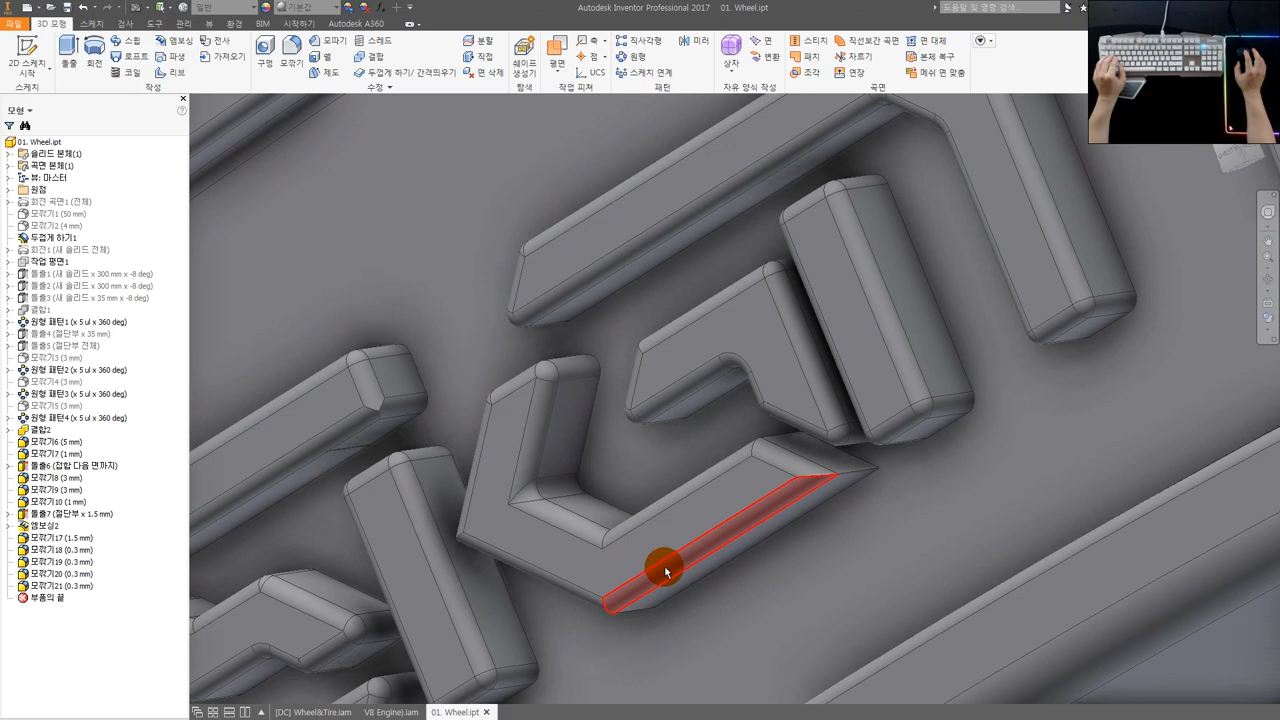 일반
기본값
Autodesk Inventor Professional 2017 01. Wheel.ipt
도움말 및 명령 검색...
파일 3D 모형 스케치 검사 도구 관리 뷰 환경 BIM 시작하기 Autodesk A360
2D 스케치 시작
돌출
회전
스윕
로프트
코일
엠보싱
파생
리브
전사
가져오기
구멍
모깎기
모따기
쉘
제도
스레드
결합
두껍게 하기/ 간격띄우기
분할
직접
면 삭제
쉐이프 생성기
평면
축
점
UCS
직사각형
원형
스케치 연계
미러
상자
면
변환
스티치
패치
조각
직선보간 곡면
자르기
연장
면 대체
본체 복구
메쉬 면 맞춤
스케치 작성 수정 탐색 작업 피쳐 패턴 자유 양식 작성 곡면
모형
01. Wheel.ipt
솔리드 본체(1)
곡면 본체(1)
뷰: 마스터
원점
회전 곡면1 (전체)
모깎기1 (50 mm)
모깎기2 (4 mm)
두껍게 하기1
회전1 (새 솔리드 전체)
작업 평면1
돌출1 (새 솔리드 x 300 mm x -8 deg)
돌출2 (새 솔리드 x 300 mm x -8 deg)
돌출3 (새 솔리드 x 35 mm x -8 deg)
결합1
원형 패턴1 (x 5 ul x 360 deg)
돌출4 (절단부 x 35 mm)
돌출5 (절단부 전체)
모깎기3 (3 mm)
원형 패턴2 (x 5 ul x 360 deg)
모깎기4 (3 mm)
원형 패턴3 (x 5 ul x 360 deg)
모깎기5 (3 mm)
원형 패턴4 (x 5 ul x 360 deg)
결합2
모깎기6 (5 mm)
모깎기7 (1 mm)
돌출6 (접합 다음 면까지)
모깎기8 (3 mm)
모깎기9 (3 mm)
모깎기10 (1 mm)
돌출7 (절단부 x 1.5 mm)
엠보싱2
모깎기17 (1.5 mm)
모깎기18 (0.3 mm)
모깎기19 (0.3 mm)
모깎기20 (0.3 mm)
모깎기21 (0.3 mm)
부품의 끝
[DC] Wheel&Tire.iam V8 Engine).iam 01. Wheel.ipt